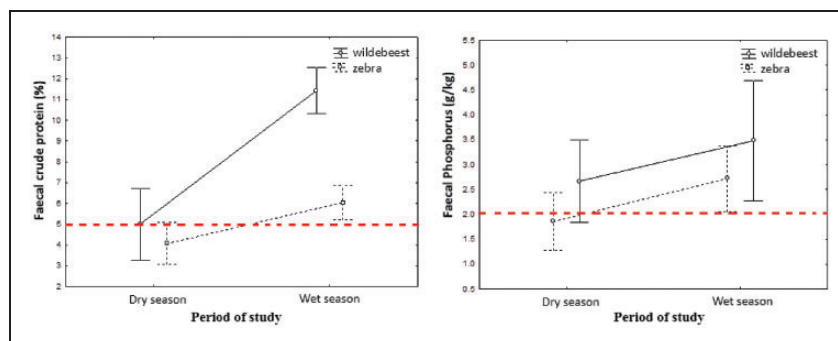 14
13
12
11
10
9
8
7
6
5
4
3
2
Faecal crude protein (%)
wildebeest
zebra
Dry season
Wet season
Period of study
5.5
5.0
4.5
4.0
3.5
3.0
2.5
2.0
1.5
1.0
0.5
Faecal Phosphorus (g/kg)
wildebeest
zebra
Dry season
Wet season
Period of study